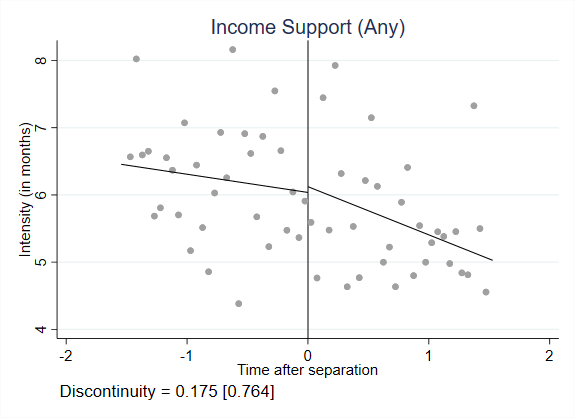 Income Support (Any)
Intensity (in months)
8
7
6
5
4
-2 -1 0 1 2
Time after separation
Discontinuity = 0.175 [0.764]